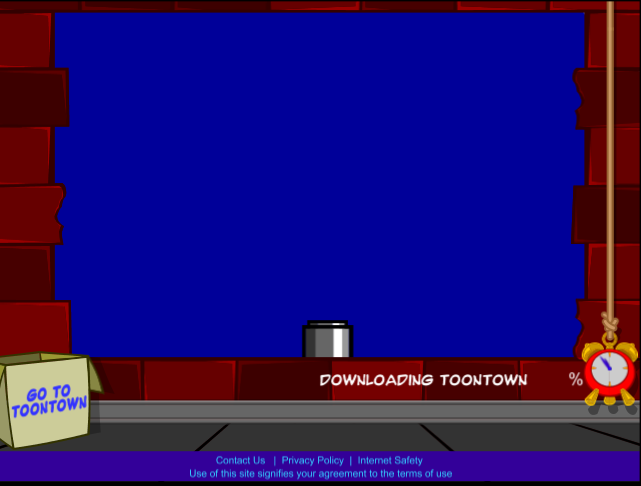 DOWNLOADING TOONTOWN %
GO TO
TOONTOWN
Contact Us | Privacy Policy | Internet Safety
Use of this site signifies your agreement to the terms of use